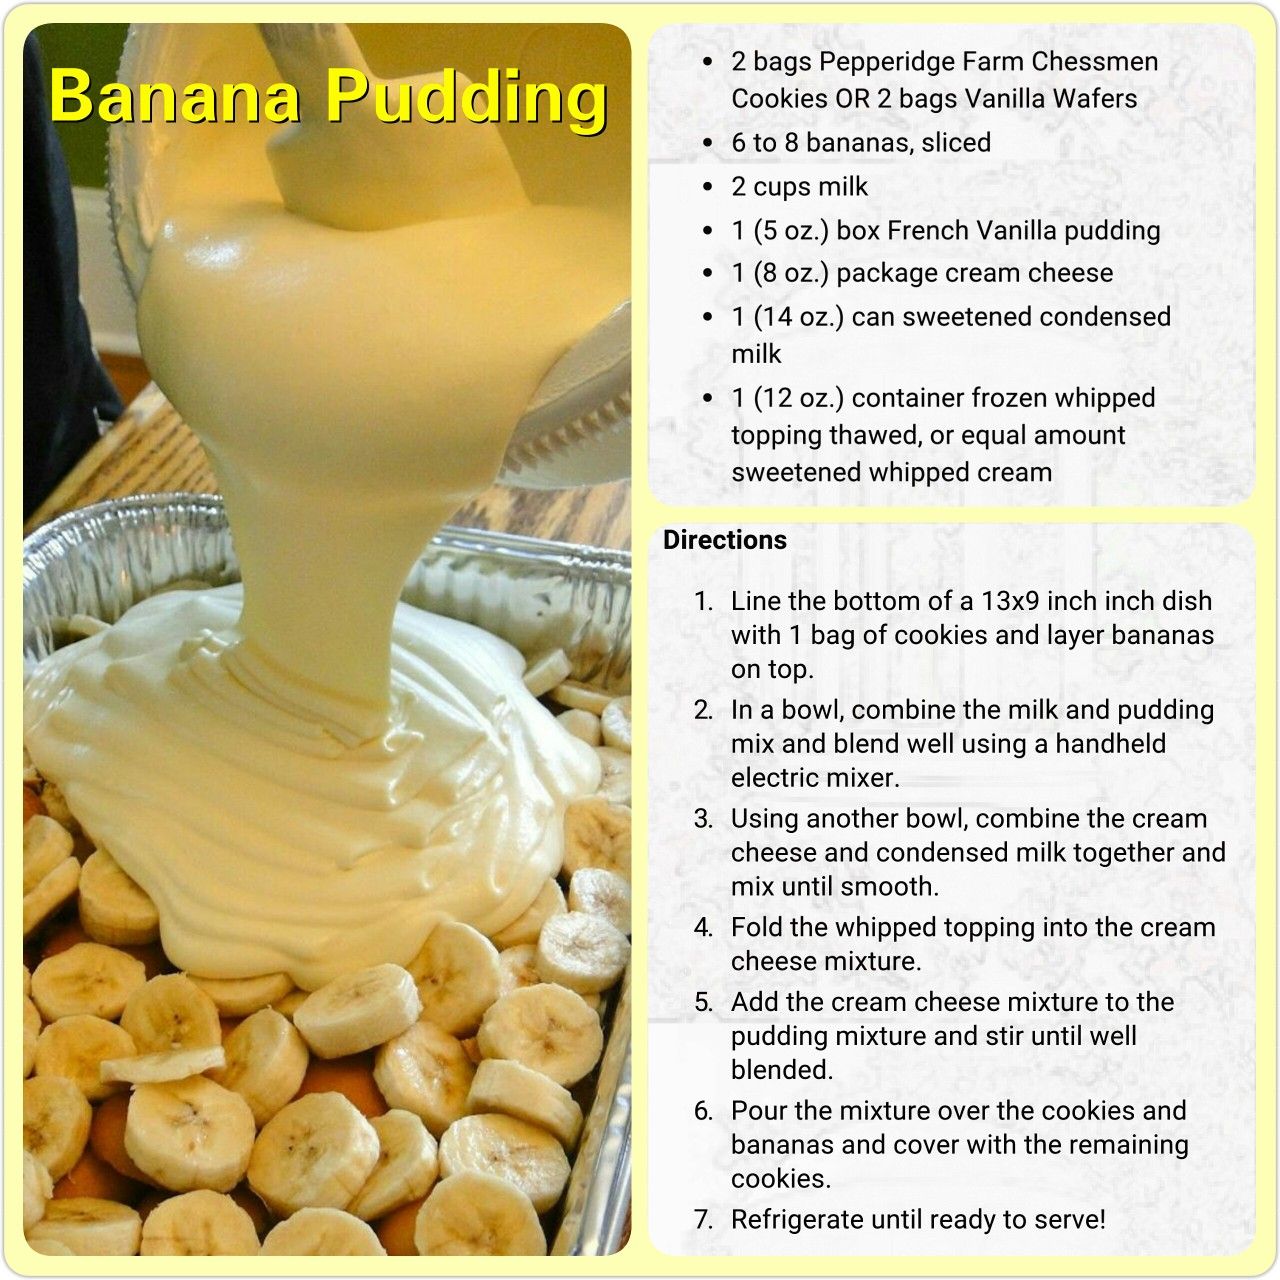 Banana Pudding
• 2 bags Pepperidge Farm Chessmen
Cookies OR 2 bags Vanilla Wafers
• 6 to 8 bananas, sliced
• 2 cups milk
• 1 (5 oz.) box French Vanilla pudding
• 1 (8 oz.) package cream cheese
• 1 (14 oz.) can sweetened condensed
milk
• 1 (12 oz.) container frozen whipped
topping thawed, or equal amount
sweetened whipped cream
Directions
1. Line the bottom of a 13x9 inch inch dish
with 1 bag of cookies and layer bananas
on top.
2. In a bowl, combine the milk and pudding
mix and blend well using a handheld
electric mixer.
3. Using another bowl, combine the cream
cheese and condensed milk together and
mix until smooth.
4. Fold the whipped topping into the cream
cheese mixture.
5. Add the cream cheese mixture to the
pudding mixture and stir until well
blended.
6. Pour the mixture over the cookies and
bananas and cover with the remaining
cookies.
7. Refrigerate until ready to serve!